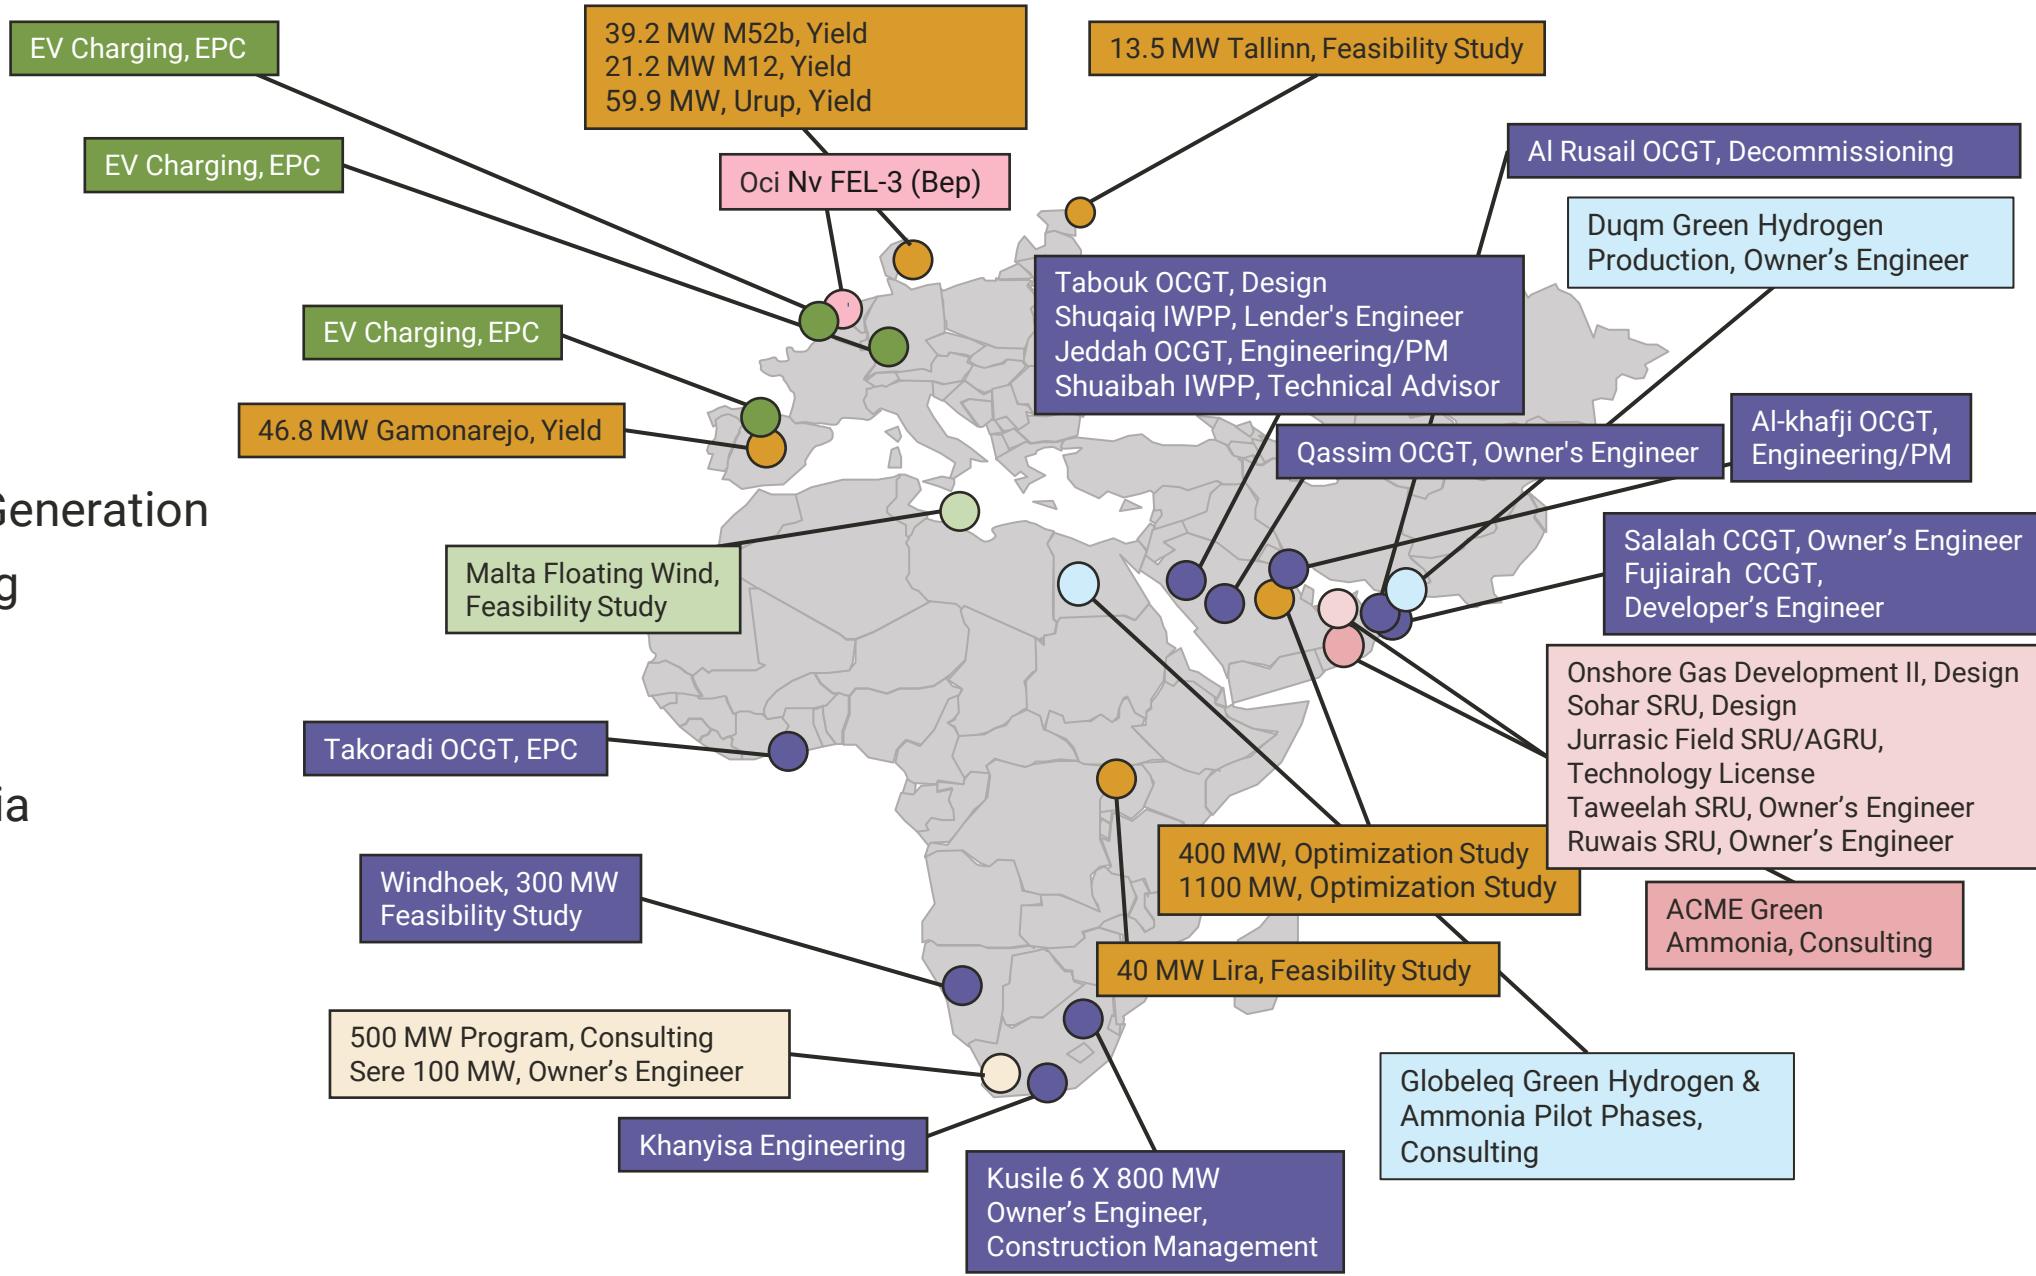 EV Charging, EPC
39.2 MW M52b, Yield
21.2 MW M12, Yield
59.9 MW, Urup, Yield
13.5 MW Tallinn, Feasibility Study
EV Charging, EPC
Oci Nv FEL-3 (Bep)
Al Rusail OCGT, Decommissioning
Duqm Green Hydrogen
Production, Owner’s Engineer
Tabouk OCGT, Design
Shuqaiq IWPP, Lender's Engineer
Jeddah OCGT, Engineering/PM
Shuaibah IWPP, Technical Advisor
EV Charging, EPC
46.8 MW Gamonarejo, Yield
Qassim OCGT, Owner's Engineer
Al-khafji OCGT,
Engineering/PM
Generation
g
Malta Floating Wind,
Feasibility Study
Salalah CCGT, Owner’s Engineer
Fujiairah CCGT,
Developer’s Engineer
Onshore Gas Development II, Design
Sohar SRU, Design
Jurrasic Field SRU/AGRU,
Technology License
Taweelah SRU, Owner’s Engineer
Ruwais SRU, Owner’s Engineer
Takoradi OCGT, EPC
ia
400 MW, Optimization Study
1100 MW, Optimization Study
Windhoek, 300 MW
Feasibility Study
ACME Green
Ammonia, Consulting
40 MW Lira, Feasibility Study
500 MW Program, Consulting
Sere 100 MW, Owner’s Engineer
Globeleq Green Hydrogen &
Ammonia Pilot Phases,
Consulting
Khanyisa Engineering
Kusile 6 X 800 MW
Owner’s Engineer,
Construction Management